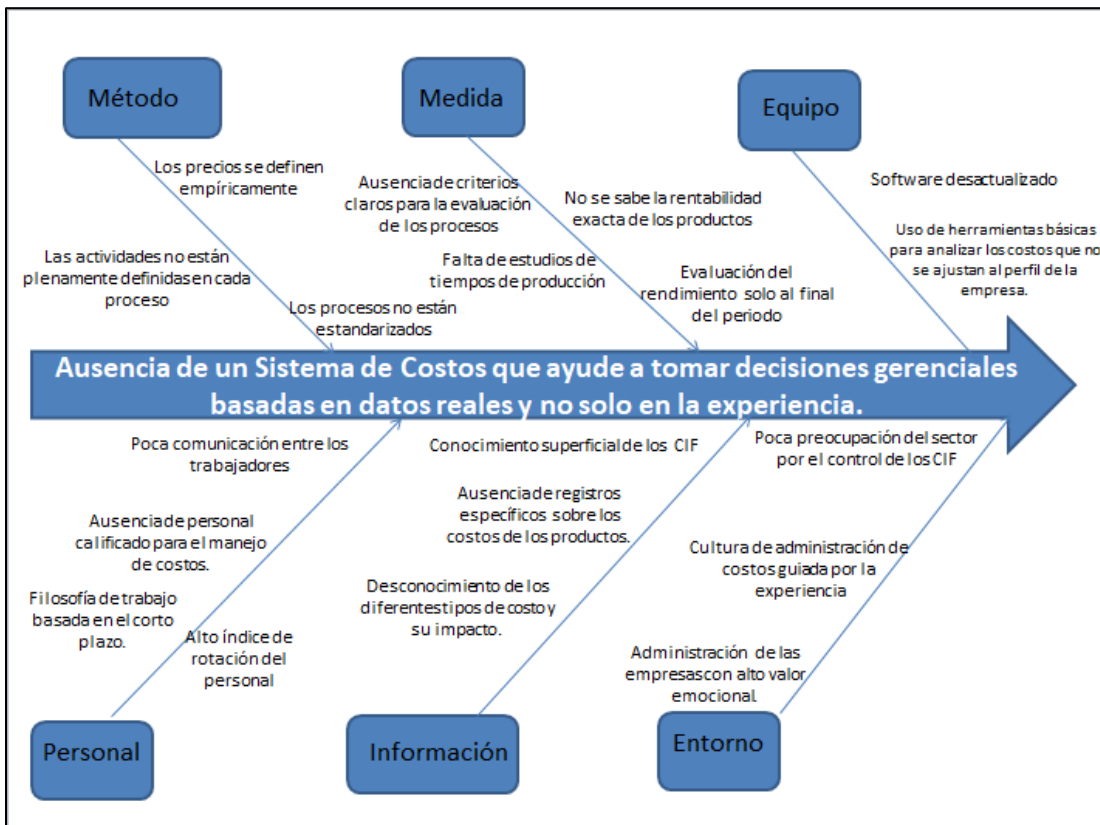 Método
Medida
Equipo
Los precios se definen
empíricamente
Las actividades no están
plenamente definidas en cada
proceso
Los procesos no están
estandarizados
Ausencia de criterios
claros para la evaluación
de los procesos
Falta de estudios de
tiempos de producción
No se sabe la rentabilidad
exacta de los productos
Evaluación del
rendimiento solo al final
del periodo
Software desactualizado
Uso de herramientas básicas
para analizar los costos que no
se ajustan al perfil de la
empresa.
Ausencia de un Sistema de Costos que ayude a tomar decisiones gerenciales
basadas en datos reales y no solo en la experiencia.
Poca comunicación entre los
trabajadores
Ausencia de personal
calificado para el manejo
de costos.
Filosofía de trabajo
basada en el corto
plazo.
Alto índice de
rotación del
personal
Conocimiento superficial de los CIF
Ausencia de registros
específicos sobre los
costos de los productos.
Desconocimiento de los
diferentes tipos de costo y
su impacto.
Poca preocupación del sector
por el control de los CIF
Cultura de administración de
costos guiada por la
experiencia
Administración de las
empresas con alto valor
emocional.
Personal
Información
Entorno